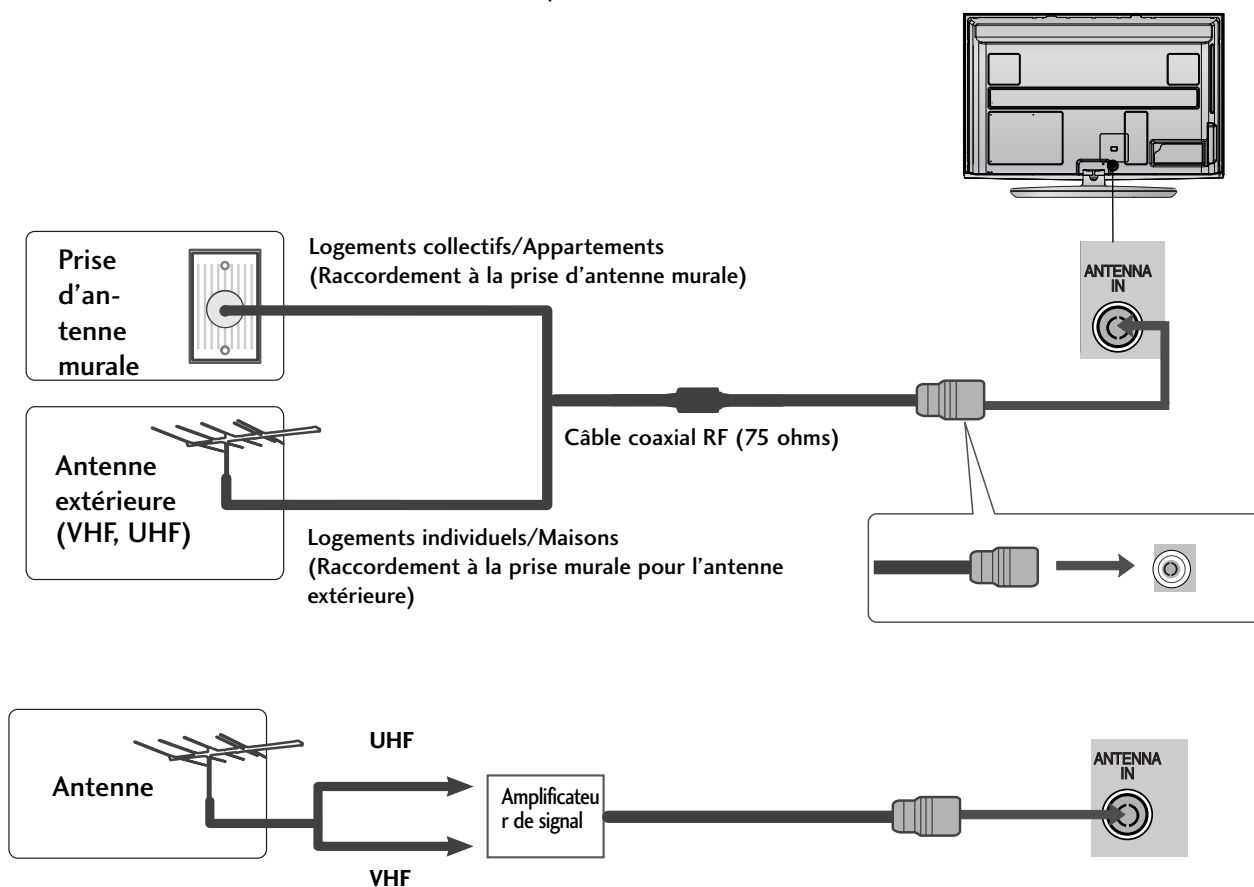 Prise
d'an-
tenne
murale
Logements collectifs/Appartements
(Raccordement à la prise d'antenne murale)
ANTENNA
IN
Câble coaxial RF (75 ohms)
Antenne
extérieure
(VHF, UHF)
Logements individuels/Maisons
(Raccordement à la prise murale pour l'antenne
extérieure)
Antenne
UHF
VHF
Amplificateu
r de signal
ANTENNA
IN